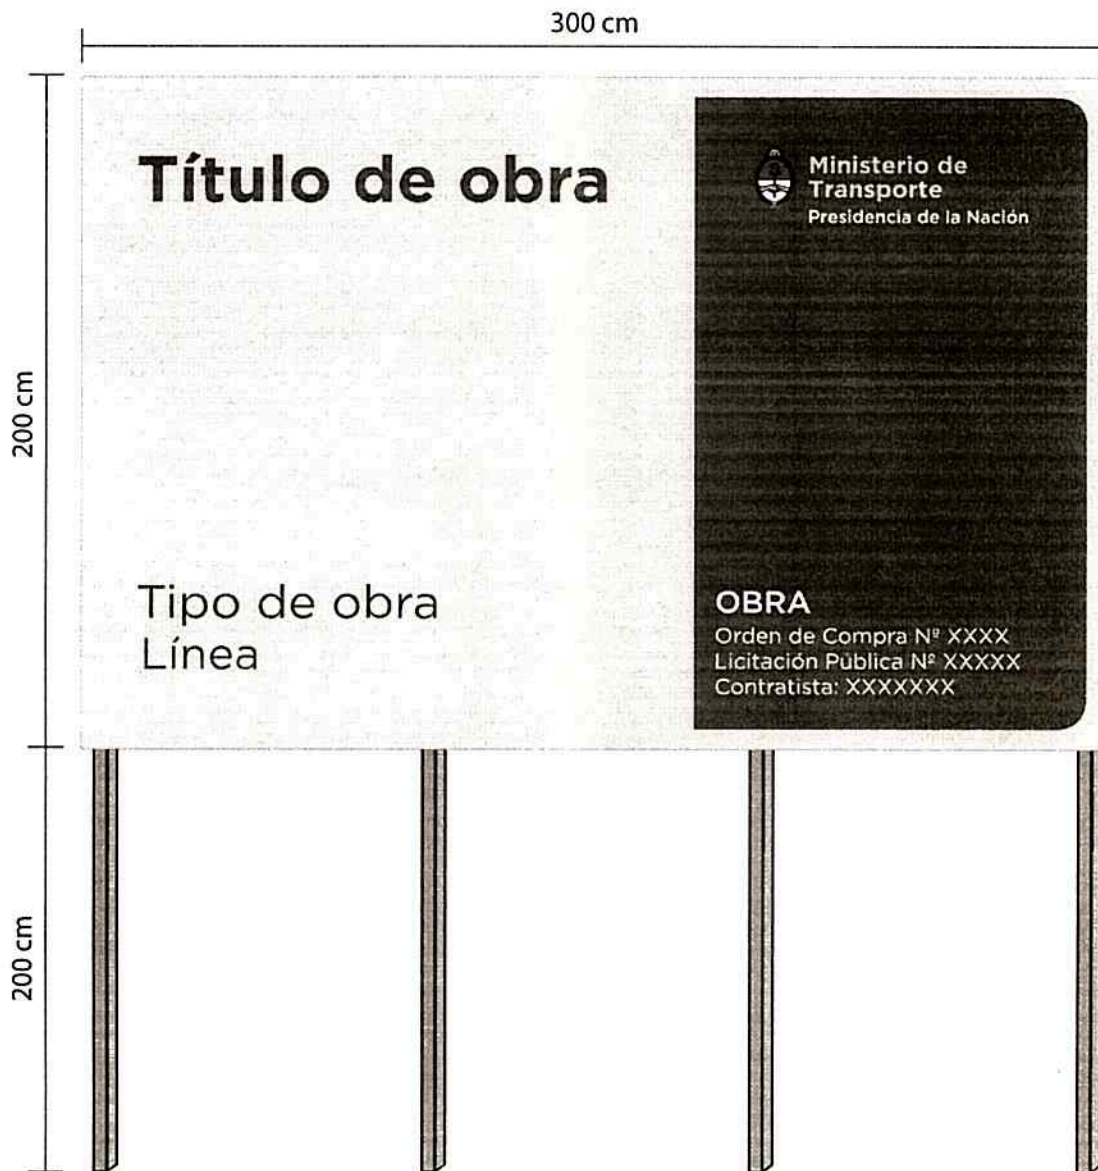 300 cm
Título de obra
Ministerio de
Transporte
Presidencia de la Nación
200 cm
Tipo de obra
Línea
OBRA
Orden de Compra Nº XXXX
Licitación Pública Nº XXXXX
Contratista: XXXXXXX
200 cm